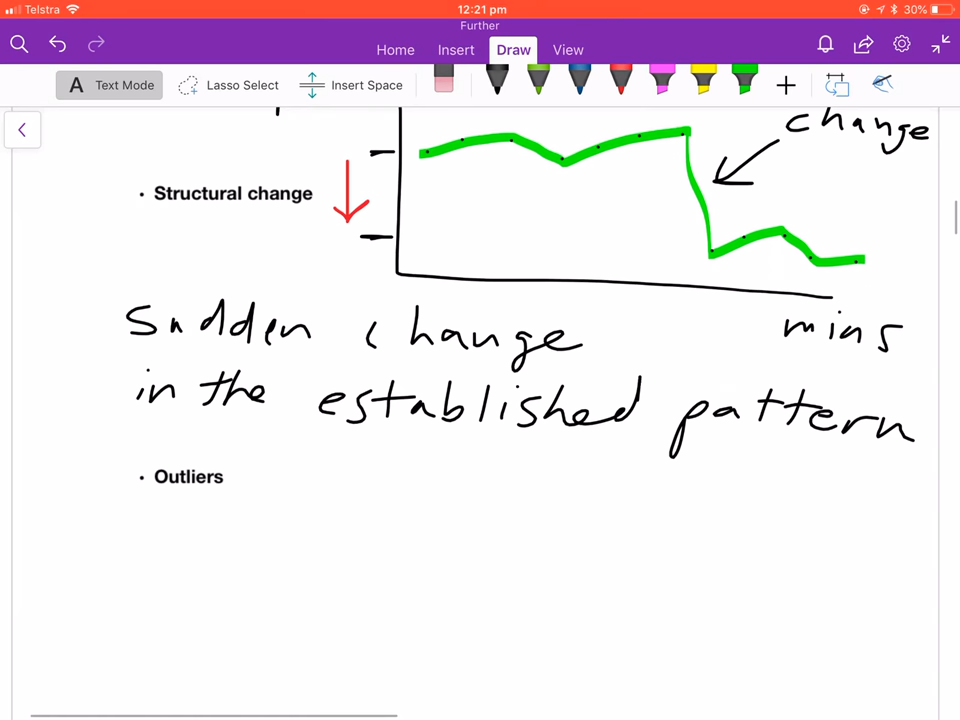 Telstra 12:21 pm 30%
Further
Home Insert Draw View
A Text Mode Lasso Select Insert Space
change
• Structural change
Sudden change mins
in the established pattern
• Outliers